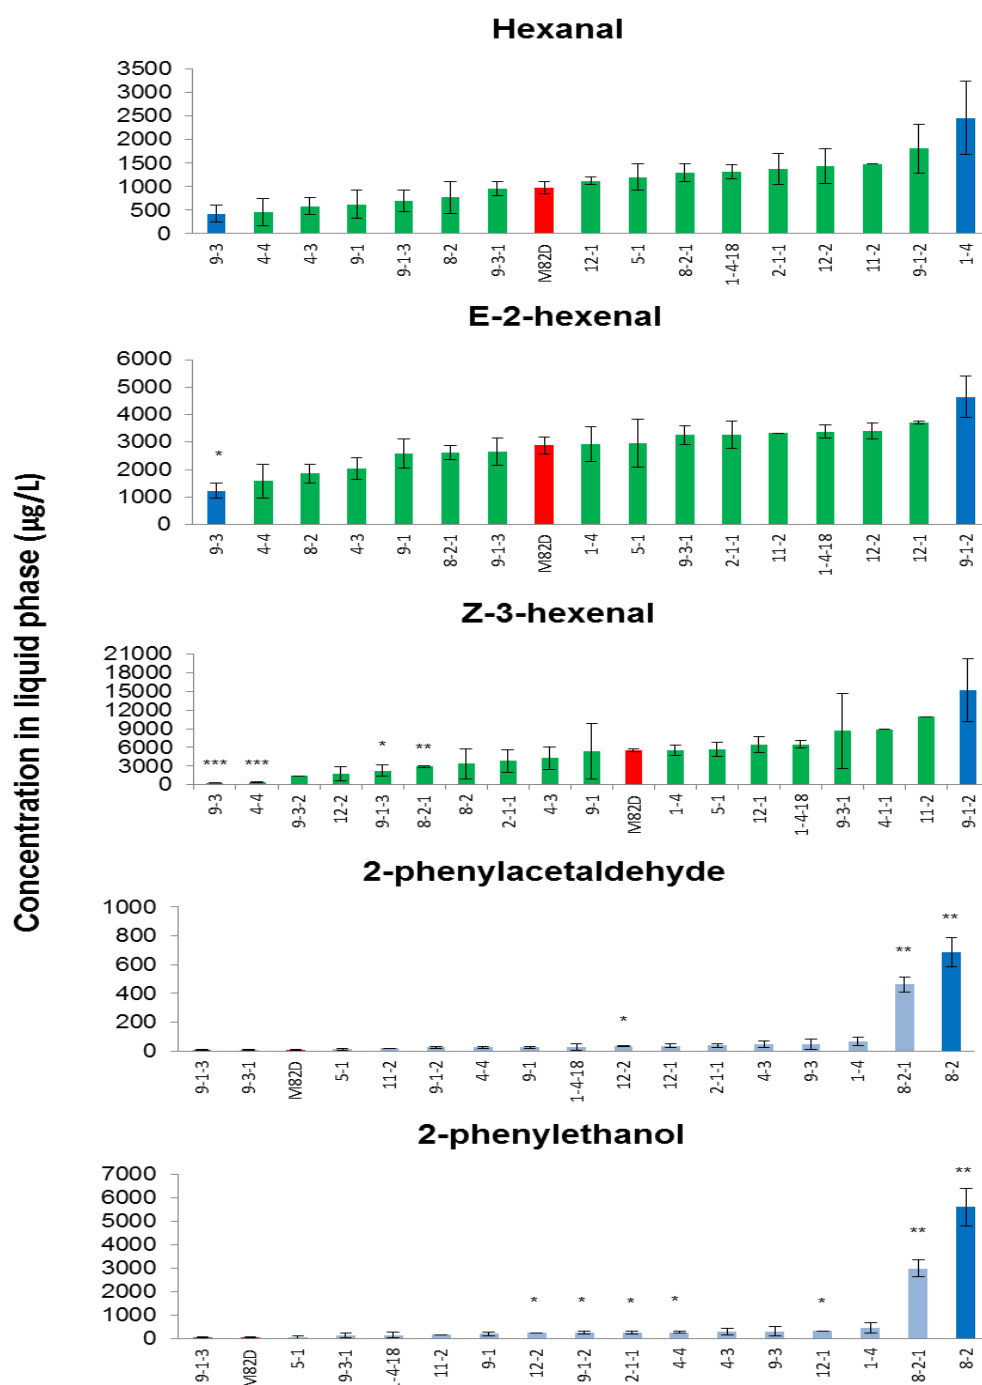 Concentration in liquid phase (µg/L)
Hexanal
3500
3000
2500
2000
1500
1000
500
0
9-3 4-4 4-3 9-1 9-1-3 8-2 9-3-1 M82D 12-1 5-1 8-2-1 1-4-18 2-1-1 12-2 11-2 9-1-2 1-4
E-2-hexenal
6000
5000
4000
3000
2000
1000
0
*
9-3 4-4 8-2 4-3 9-1 8-2-1 9-1-3 M82D 1-4 5-1 9-3-1 2-1-1 11-2 1-4-18 12-2 12-1 9-1-2
Z-3-hexenal
21000
18000
15000
12000
9000
6000
3000
0
*** *** * **
9-3 4-4 9-3-2 12-2 9-1-3 8-2-1 8-2 2-1-1 4-3 9-1 M82D 1-4 5-1 12-1 1-4-18 9-3-1 4-1-1 11-2 9-1-2
2-phenylacetaldehyde
1000
800
600
400
200
0
* ** **
9-1-3 9-3-1 M82D 5-1 11-2 9-1-2 4-4 9-1 1-4-18 12-2 12-1 2-1-1 4-3 9-3 1-4 8-2-1 8-2
2-phenylethanol
7000
6000
5000
4000
3000
2000
1000
0
* * * * * ** **
9-1-3 M82D 5-1 9-3-1 1-4-18 11-2 9-1 12-2 9-1-2 2-1-1 4-4 4-3 9-3 12-1 1-4 8-2-1 8-2